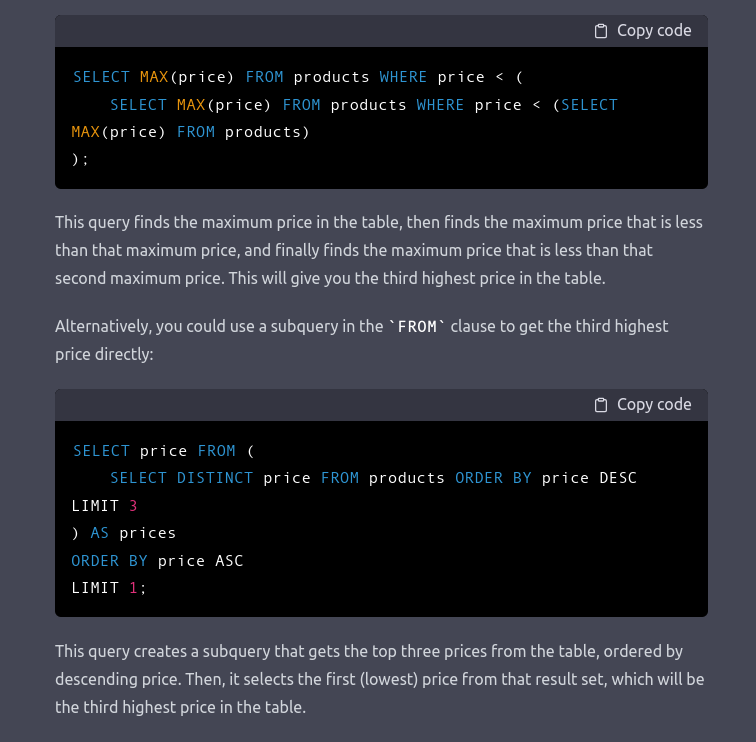 Copy code
SELECT MAX(price) FROM products WHERE price < (
    SELECT MAX(price) FROM products WHERE price < (SELECT
MAX(price) FROM products)
);
This query finds the maximum price in the table, then finds the maximum price that is less
than that maximum price, and finally finds the maximum price that is less than that
second maximum price. This will give you the third highest price in the table.
Alternatively, you could use a subquery in the `FROM` clause to get the third highest
price directly:
Copy code
SELECT price FROM (
    SELECT DISTINCT price FROM products ORDER BY price DESC
LIMIT 3
) AS prices
ORDER BY price ASC
LIMIT 1;
This query creates a subquery that gets the top three prices from the table, ordered by
descending price. Then, it selects the first (lowest) price from that result set, which will be
the third highest price in the table.